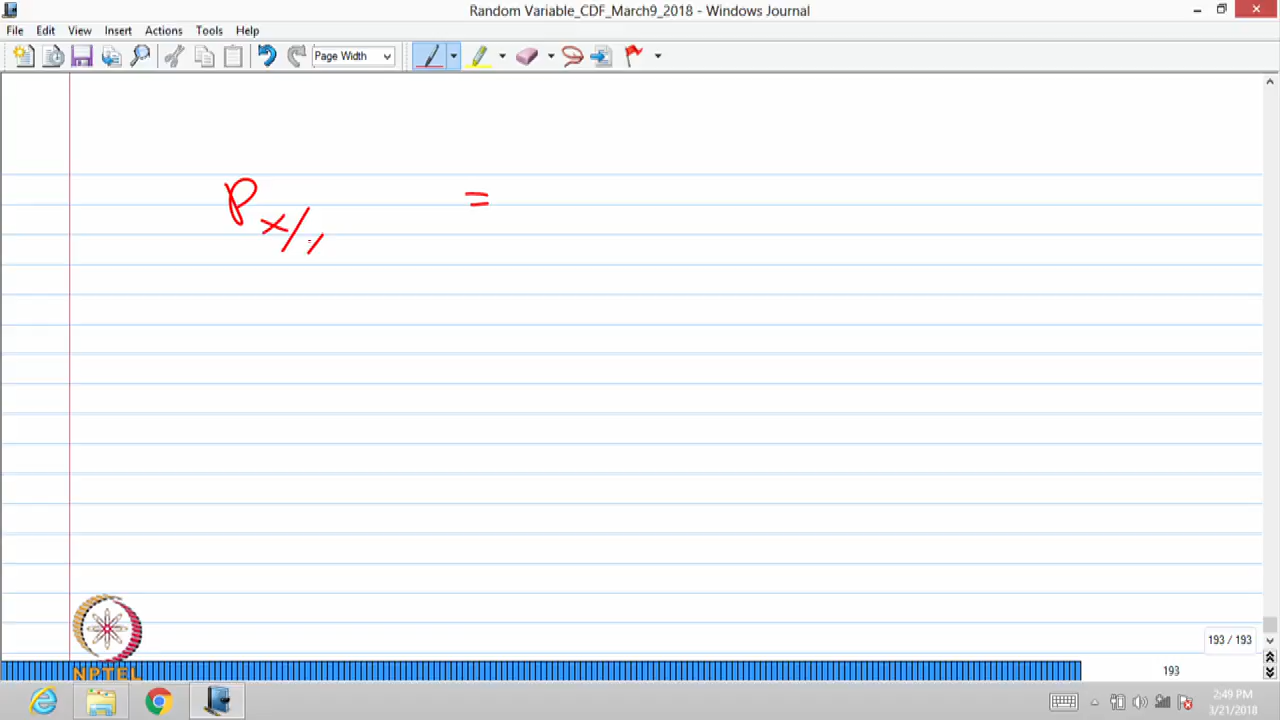 Random Variable_CDF_March9_2018 - Windows Journal
File Edit View Insert Actions Tools Help
Page Width
P X/ =
193 / 193
193
NPTEL
2:49 PM
3/21/2018